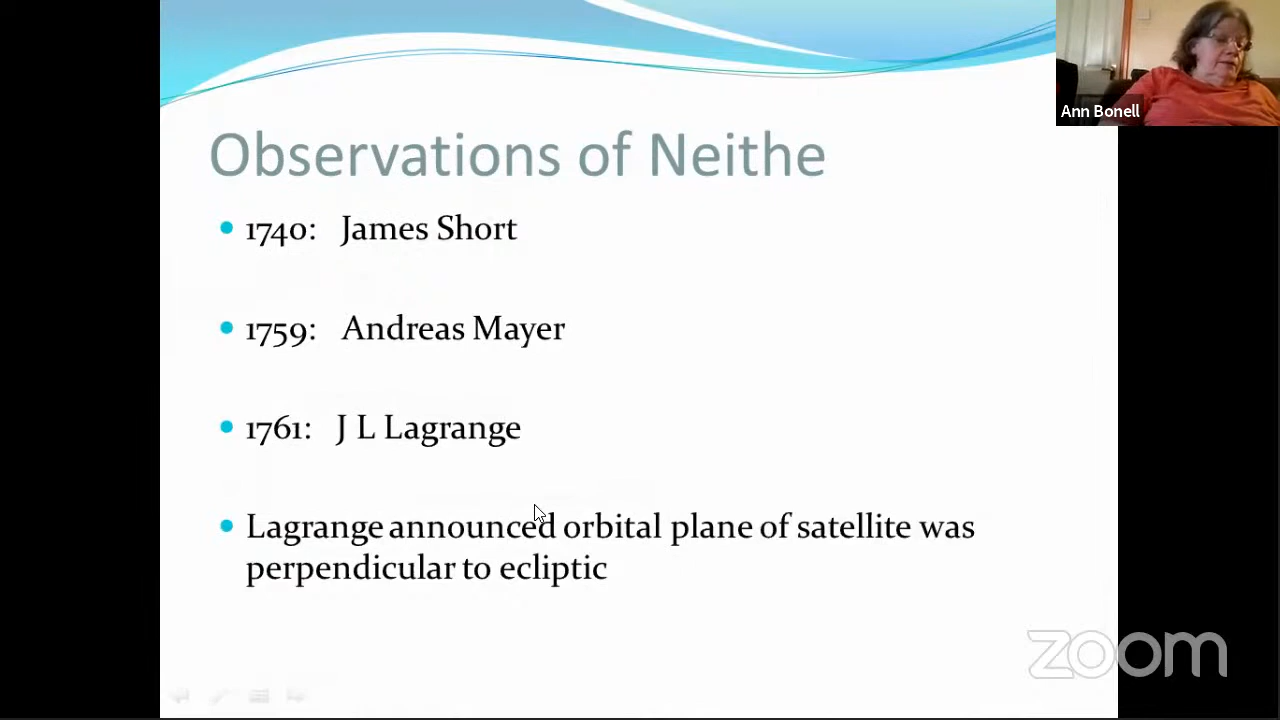 Ann Bonell
Observations of Neithe
1740: James Short
1759: Andreas Mayer
1761: J L Lagrange
Lagrange announced orbital plane of satellite was
perpendicular to ecliptic
zoom